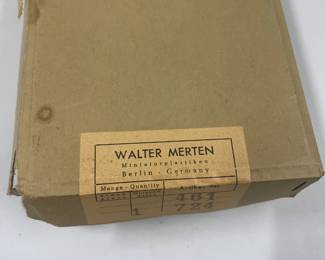 WALTER MERTEN
Miniaturplastiken
Berlin - Germany
Menge - Quantity
461
1 724